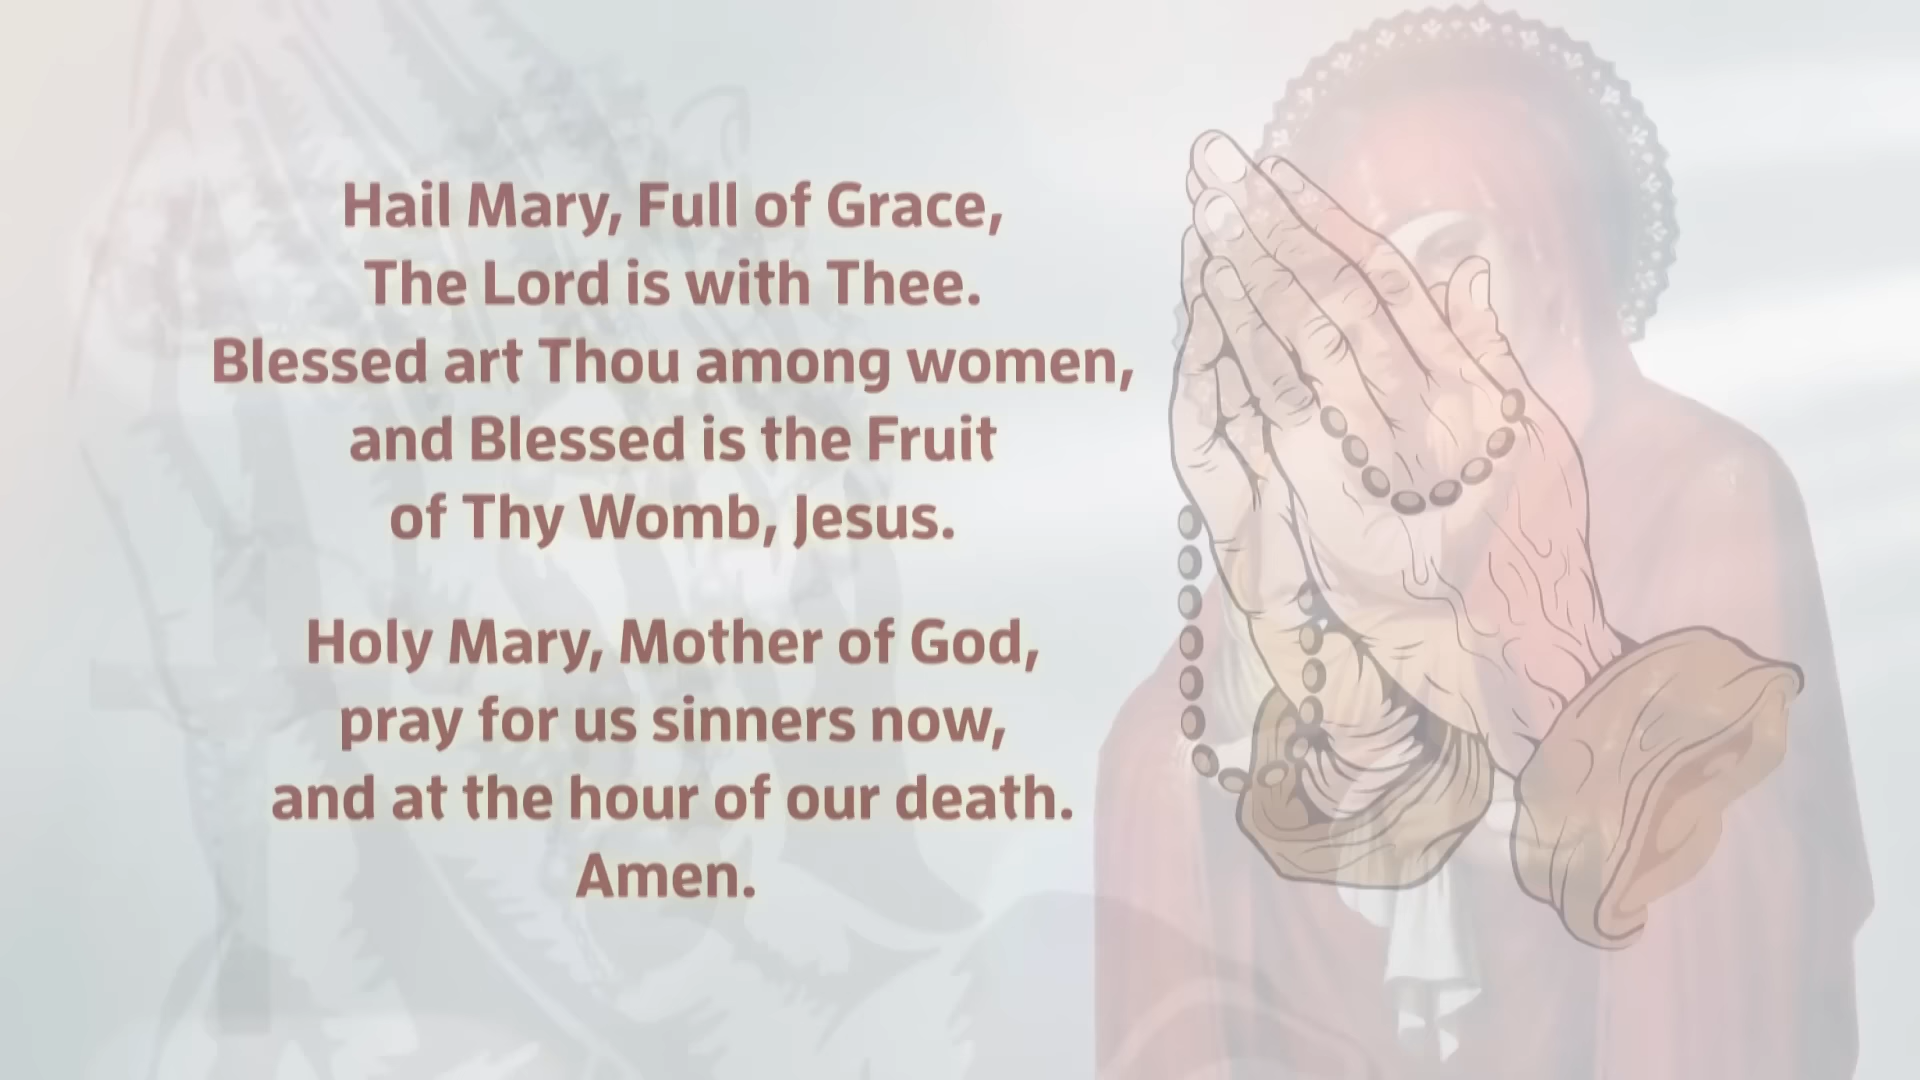 Hail Mary, Full of Grace,
The Lord is with Thee.
Blessed art Thou among women,
and Blessed is the Fruit
of Thy Womb, Jesus.
Holy Mary, Mother of God,
pray for us sinners now,
and at the hour of our death.
Amen.